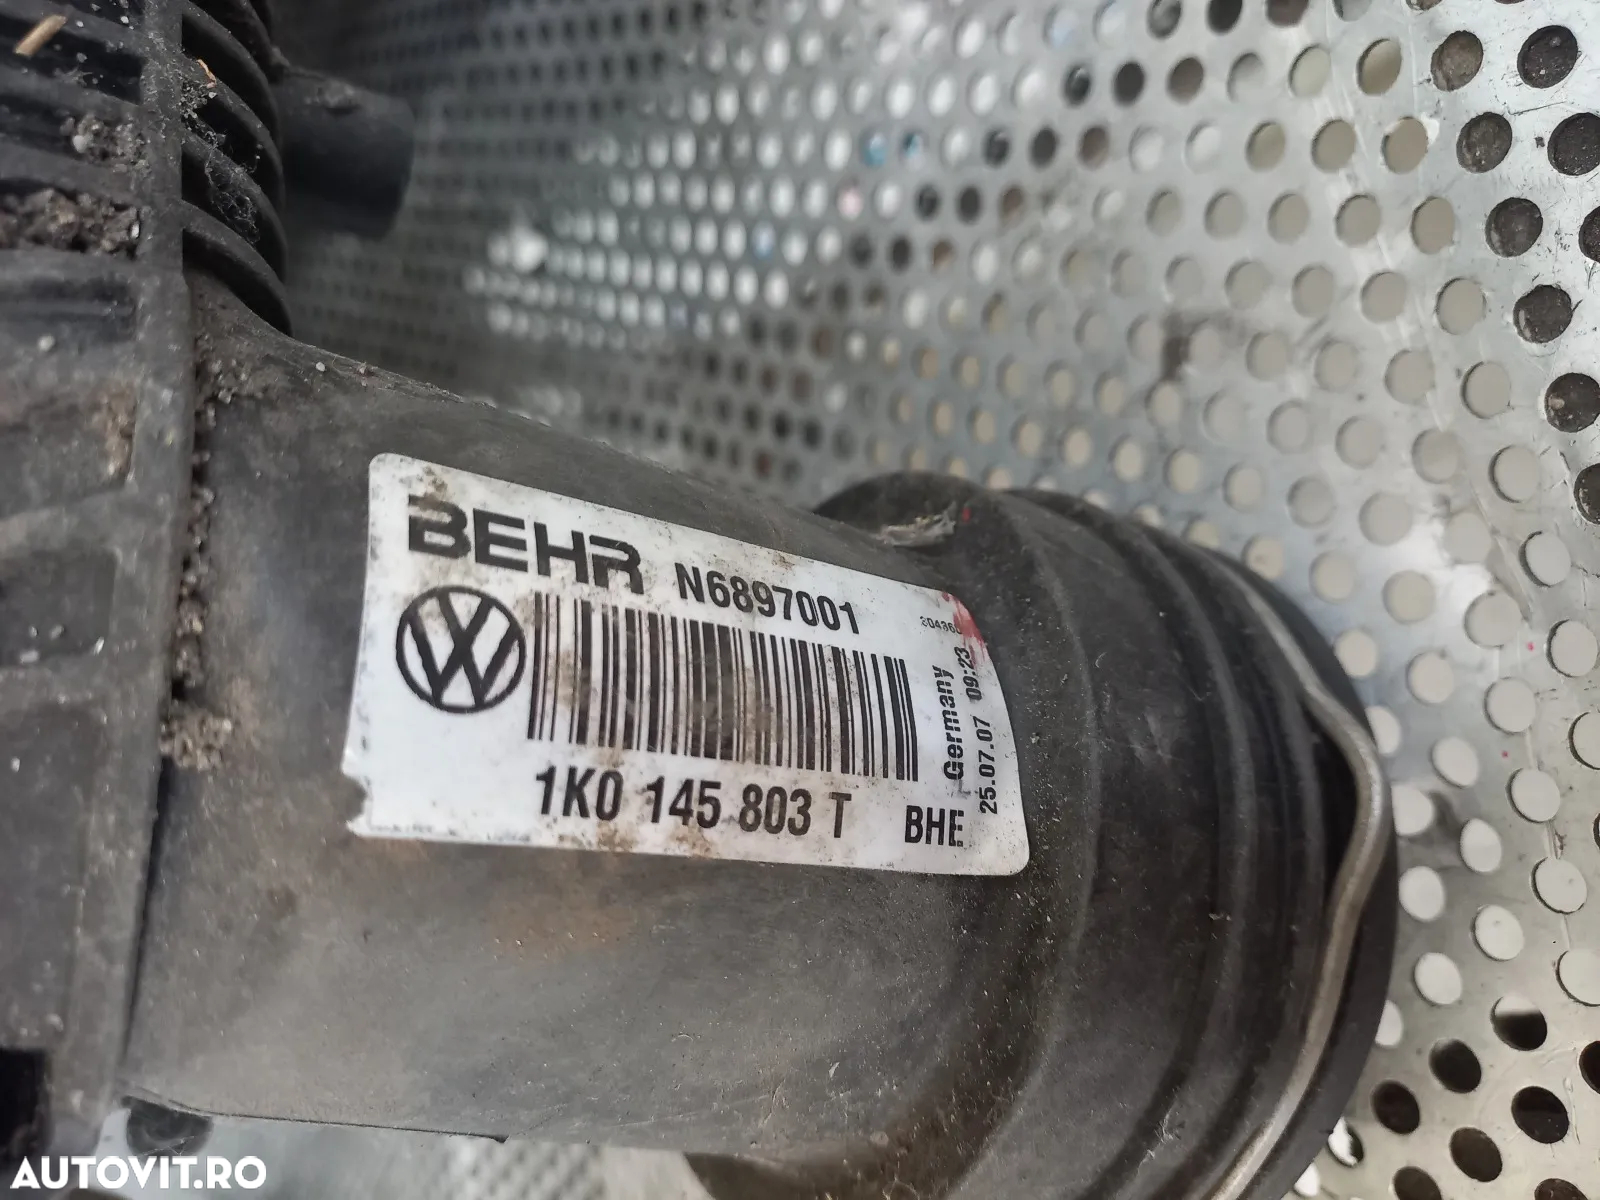 BEHR N6897001
Germany
25.07.07 09:23
1K0 145 803 T BHE
AUTOVIT.RO